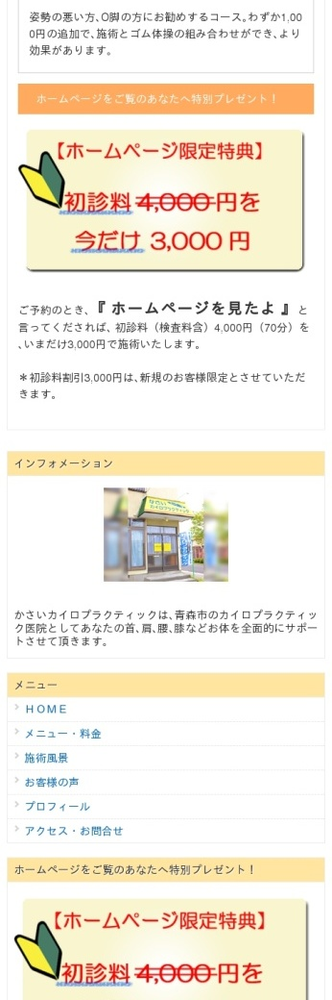 姿勢の悪い方、O脚の方にお勧めするコース。わずか1,00
0円の追加で、施術とゴム体操の組み合わせができ、より
効果があります。
ホームページをご覧のあなたへ特別プレゼント！
【ホームページ限定特典】
初診料 4,000円を
今だけ 3,000 円
ご予約のとき、『 ホームページを見たよ 』 と
言ってくだされば、 初診料（検査料含）4,000円（70分）を
、いまだけ3,000円で施術いたします。
＊初診料割引3,000円は、新規のお客様限定とさせていただ
きます。
インフォメーション
かさい
カイロプラクティック
かさいカイロプラクティックは、青森市のカイロプラクティッ
ク医院としてあなたの首、肩、腰、膝などお体を全面的にサポー
トさせて頂きます。
メニュー
ＨＯＭＥ
メニュー・料金
施術風景
お客様の声
プロフィール
アクセス・お問合せ
ホームページをご覧のあなたへ特別プレゼント！
【ホームページ限定特典】
初診料 4,000円を